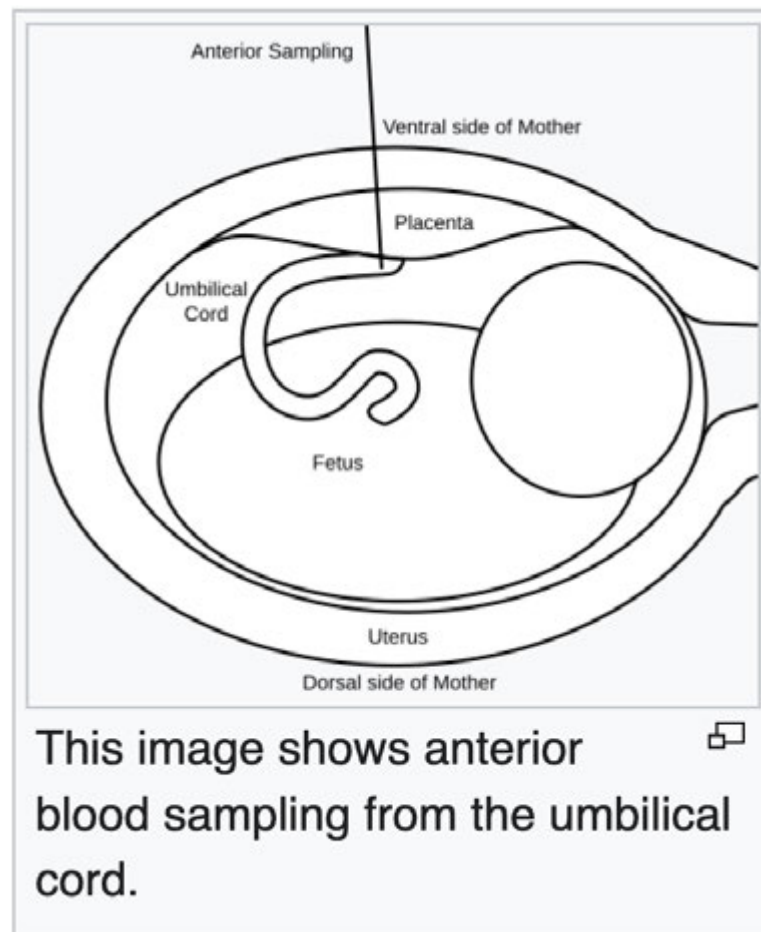 Anterior Sampling
Ventral side of Mother
Placenta
Umbilical
Cord
Fetus
Uterus
Dorsal side of Mother
This image shows anterior
blood sampling from the umbilical
cord.